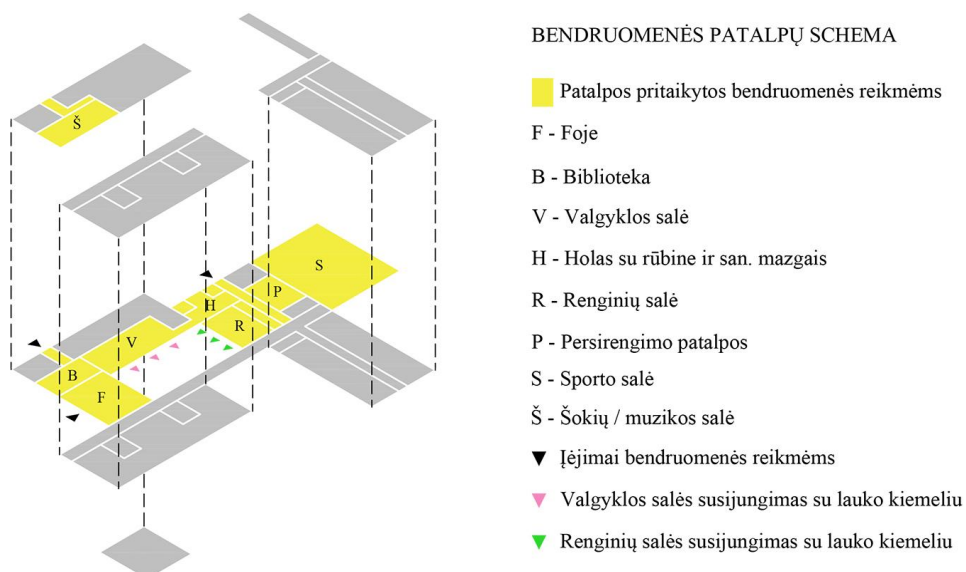 BENDRUOMENĖS PATALPŲ SCHEMA
Patalpos pritaikytos bendruomenės reikmėms
F - Foje
B - Biblioteka
V - Valgyklos salė
H - Holas su rūbine ir san. mazgais
R - Renginių salė
P - Persirengimo patalpos
S - Sporto salė
Š - Šokių / muzikos salė
Įėjimai bendruomenės reikmėms
Valgyklos salės susijungimas su lauko kiemeliu
Renginių salės susijungimas su lauko kiemeliu
Š
S
P
H
R
V
B
F